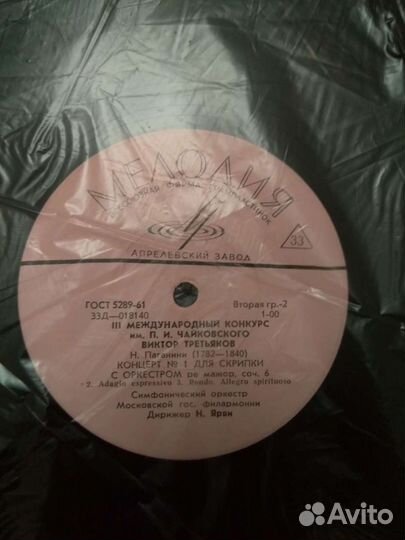 МЕЛОДИЯ
ВСЕСОЮЗНАЯ ФИРМА ГРАМПЛАСТИНОК
33
АПРЕЛЕВСКИЙ ЗАВОД
ГОСТ 5289-61 Вторая гр.-2
33Д—018140 1-00
III МЕЖДУНАРОДНЫЙ КОНКУРС
им. П. И. ЧАЙКОВСКОГО
ВИКТОР ТРЕТЬЯКОВ
Н. Паганини (1782—1840)
КОНЦЕРТ № 1 ДЛЯ СКРИПКИ
С ОРКЕСТРОМ ре мажор, соч. 6
2. Adagio espressivo 3. Rondo. Allegro spirituoso
Симфонический оркестр
Московской гос. филармонии
Дирижер Н. Ярви
Avito